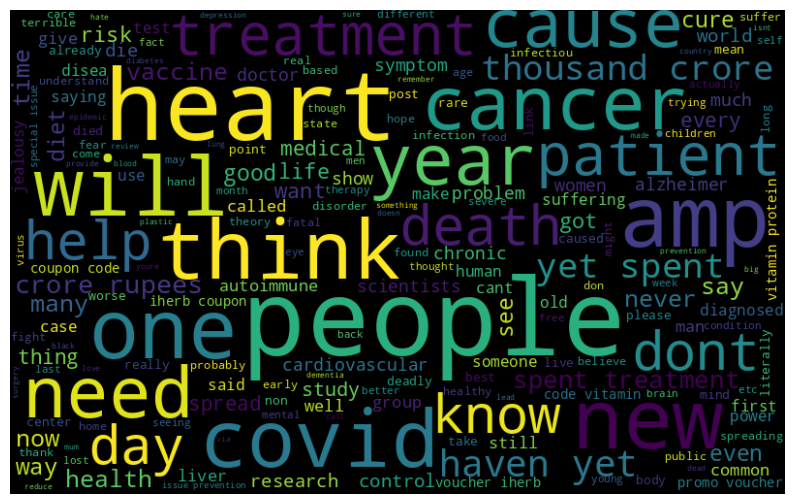 hate depression sure different isnt
care terrible test treatment cause cure suffer
give risk already die fact world self
infectiou mean country
time disea vaccine doctor real based symptom thousand crore
diabetes remember age trying actually
understand epidemic saying though post rare cancer much
special issue diet died heart state hope link every long
jealousy fear review lung infection food made children
come point medical year patient
provide blood men
will may good life show
use hand want make problem women alzheimer
month therapy severe suffering
called disorder something death amp vitamin protein
theory fatal doesn got caused might
virus help think eye found chronic yet spent prevention
plastic youre thought human don week big
coupon code scientists cant free
crore rupees autoimmune see old never say
many worse iherb coupon please diagnosed
case back man condition
fight black one people dont literally
thing cardiovascular someone live believe
last really probably dementia deadly best spent treatment etc
surgery love said early better healthy code vitamin brain mind
need spread study know new first
center non lead
home mental well group power
now day seeing covid take still spreading
thank mum call public even
way lost liver via haven yet young body common
health research control dead
reduce issue prevention voucher iherb promo voucher